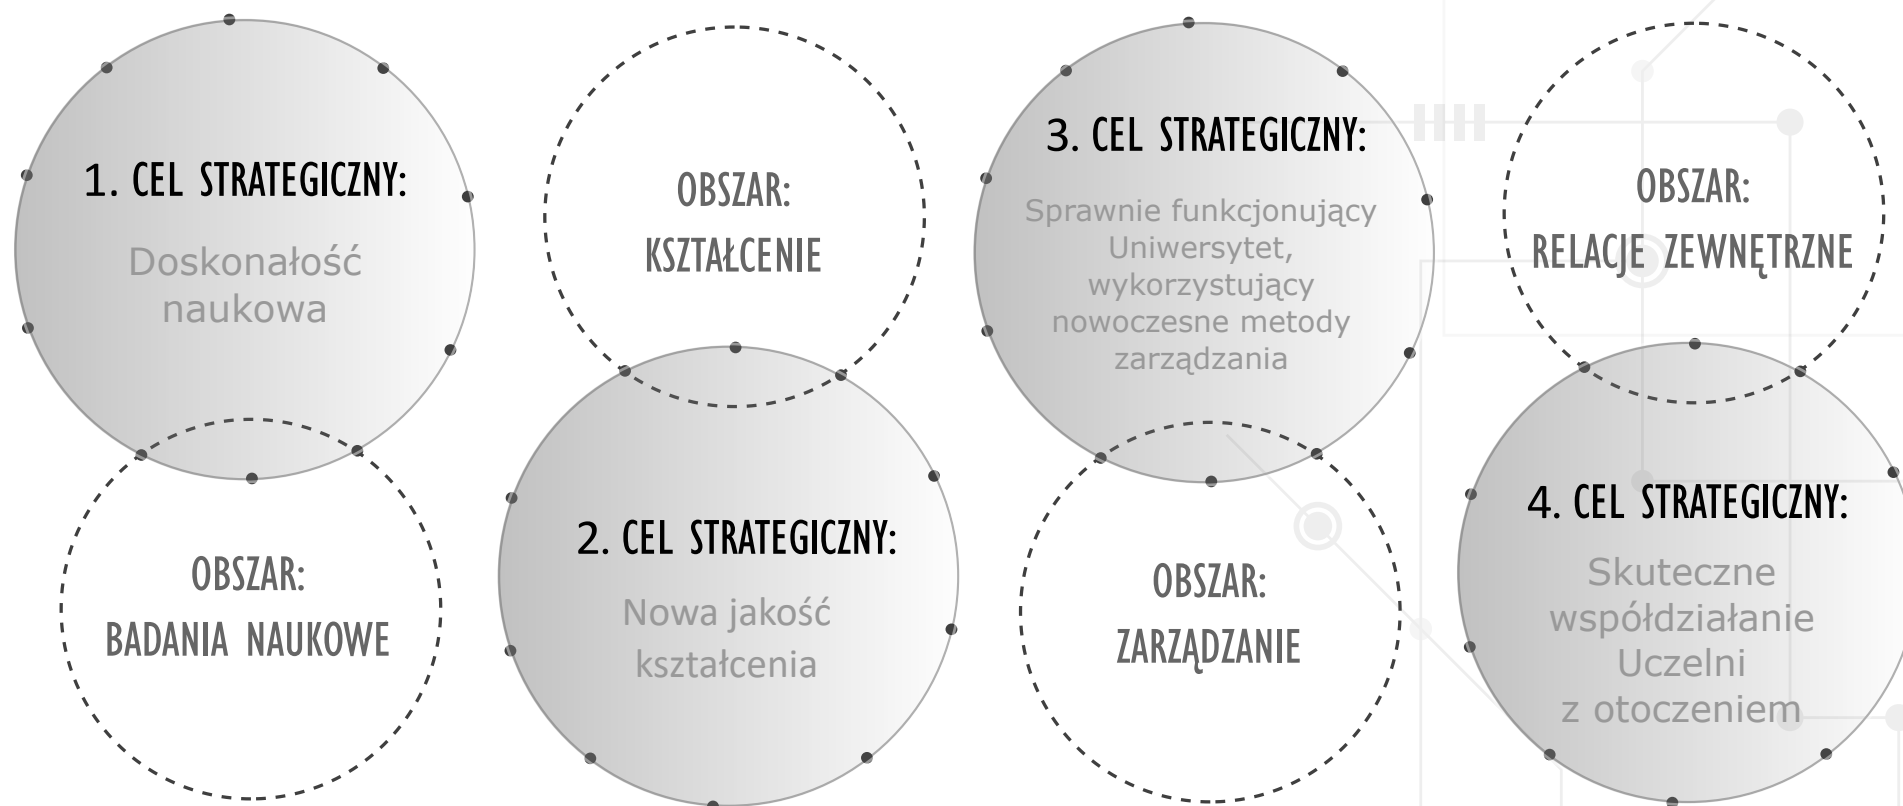 1. CEL STRATEGICZNY:
Doskonałość
naukowa
OBSZAR:
BADANIA NAUKOWE
OBSZAR:
KSZTAŁCENIE
2. CEL STRATEGICZNY:
Nowa jakość
kształcenia
3. CEL STRATEGICZNY:
Sprawnie funkcjonujący
Uniwersytet,
wykorzystujący
nowoczesne metody
zarządzania
OBSZAR:
ZARZĄDZANIE
OBSZAR:
RELACJE ZEWNĘTRZNE
4. CEL STRATEGICZNY:
Skuteczne
współdziałanie
Uczelni
z otoczeniem